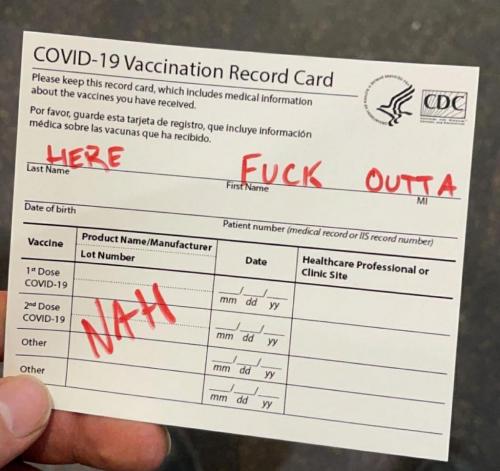 COVID-19 Vaccination Record Card
Please keep this record card, which includes medical information
about the vaccines you have received.
Por favor, guarde esta tarjeta de registro, que incluye información
médica sobre las vacunas que ha recibido.
CDC
HERE FUCK OUTTA
Last Name First Name MI
Date of birth Patient number (medical record or IIS record number)
Vaccine Product Name/Manufacturer Date Healthcare Professional or
Lot Number Clinic Site
1st Dose
COVID-19
mm dd yy
2nd Dose
COVID-19
NAH
mm dd yy
Other
mm dd yy
Other
mm dd yy